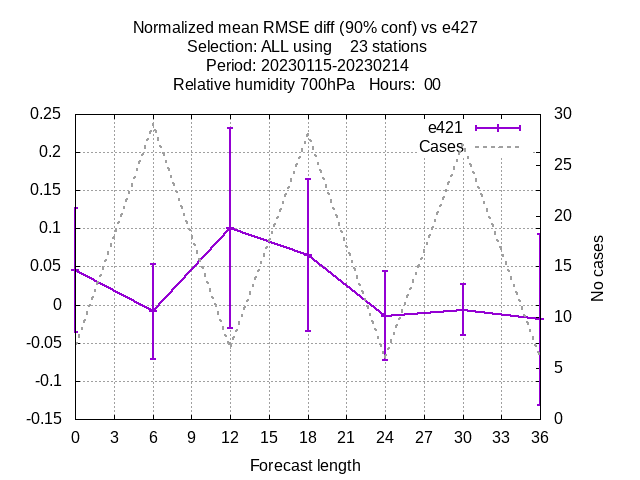 Normalized mean RMSE diff (90% conf) vs e427
Selection: ALL using    23 stations
Period: 20230115-20230214
Relative humidity 700hPa   Hours:  00
e421
Cases
0.25
0.2
0.15
0.1
0.05
0
-0.05
-0.1
-0.15
30
25
20
15
10
5
0
No cases
0 3 6 9 12 15 18 21 24 27 30 33 36
Forecast length